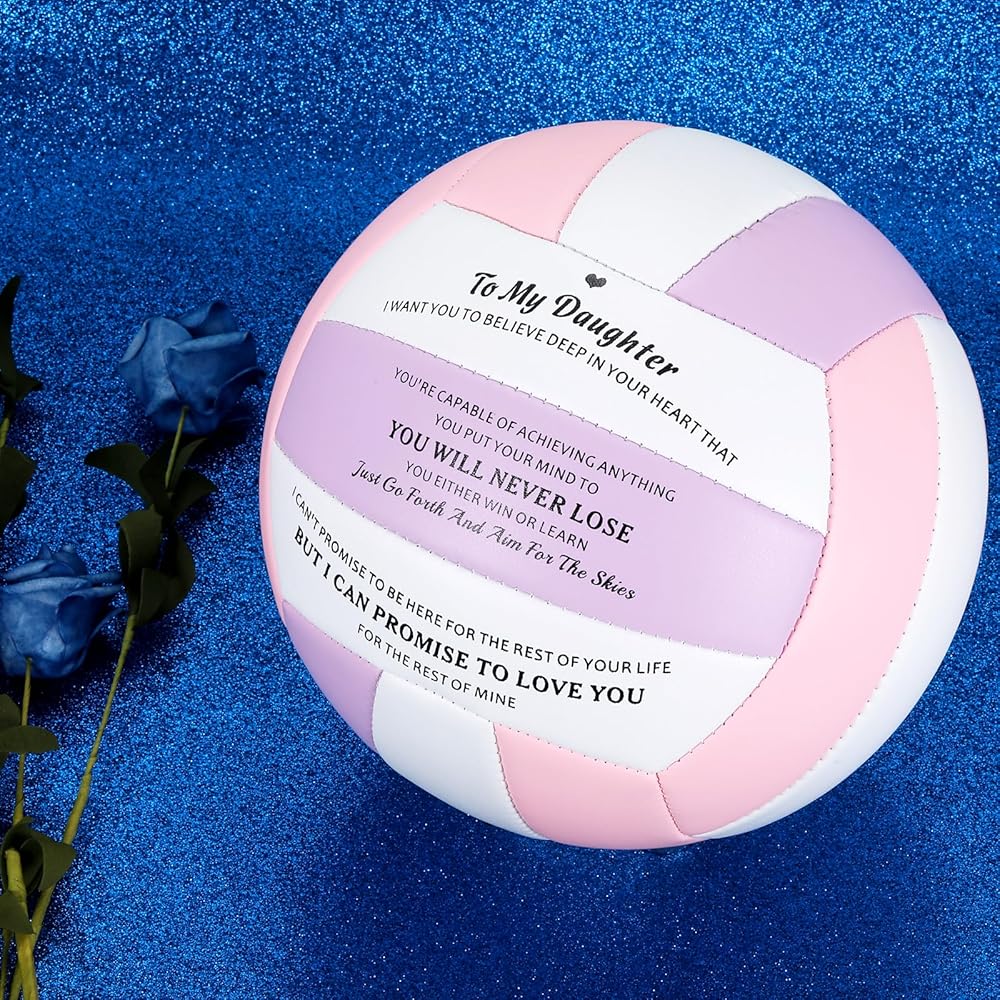 To My Daughter
I WANT YOU TO BELIEVE DEEP IN YOUR HEART THAT
YOU'RE CAPABLE OF ACHIEVING ANYTHING
YOU PUT YOUR MIND TO
YOU WILL NEVER LOSE
YOU EITHER WIN OR LEARN
Just Go Forth And Aim For The Skies
I CAN'T PROMISE TO BE HERE FOR THE REST OF YOUR LIFE
BUT I CAN PROMISE TO LOVE YOU
FOR THE REST OF MINE